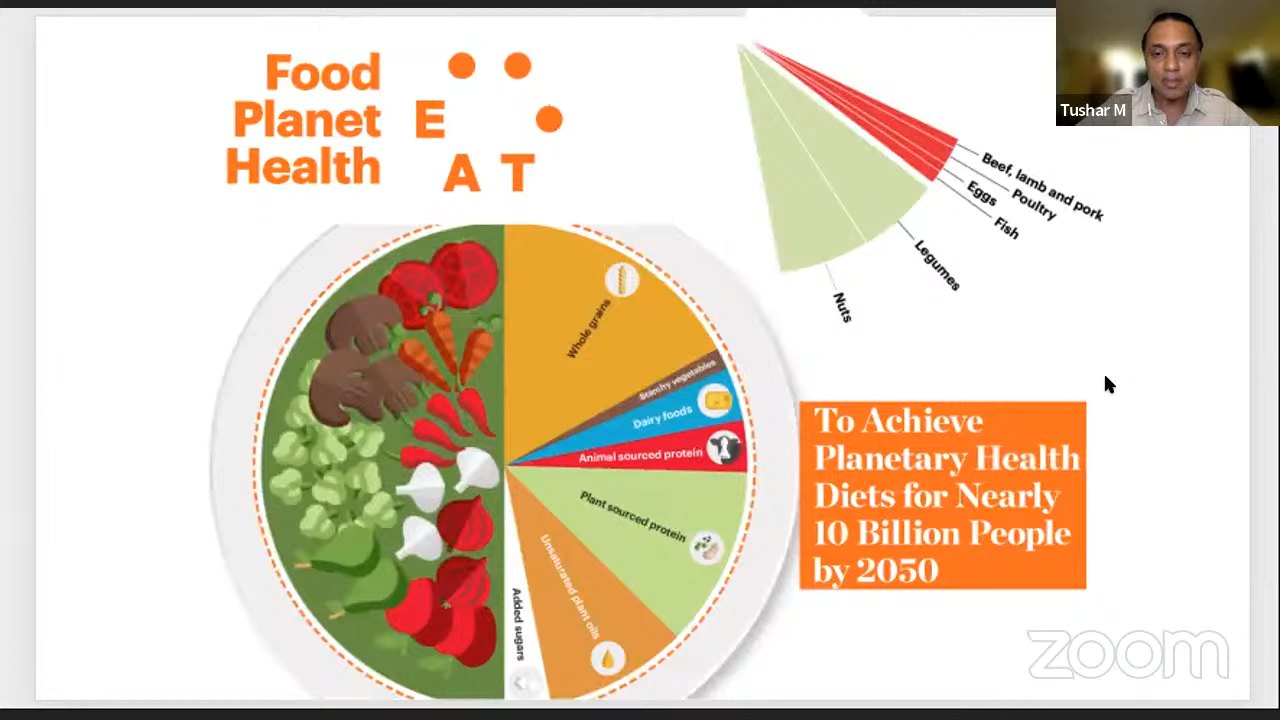 Food
Planet
Health
E
A T
Tushar M
Beef, lamb and pork
Poultry
Eggs
Fish
Legumes
Nuts
Whole grains
Starchy vegetables
Dairy foods
Animal sourced protein
Plant sourced protein
Unsaturated plant oils
Added sugars
To Achieve
Planetary Health
Diets for Nearly
10 Billion People
by 2050
zoom